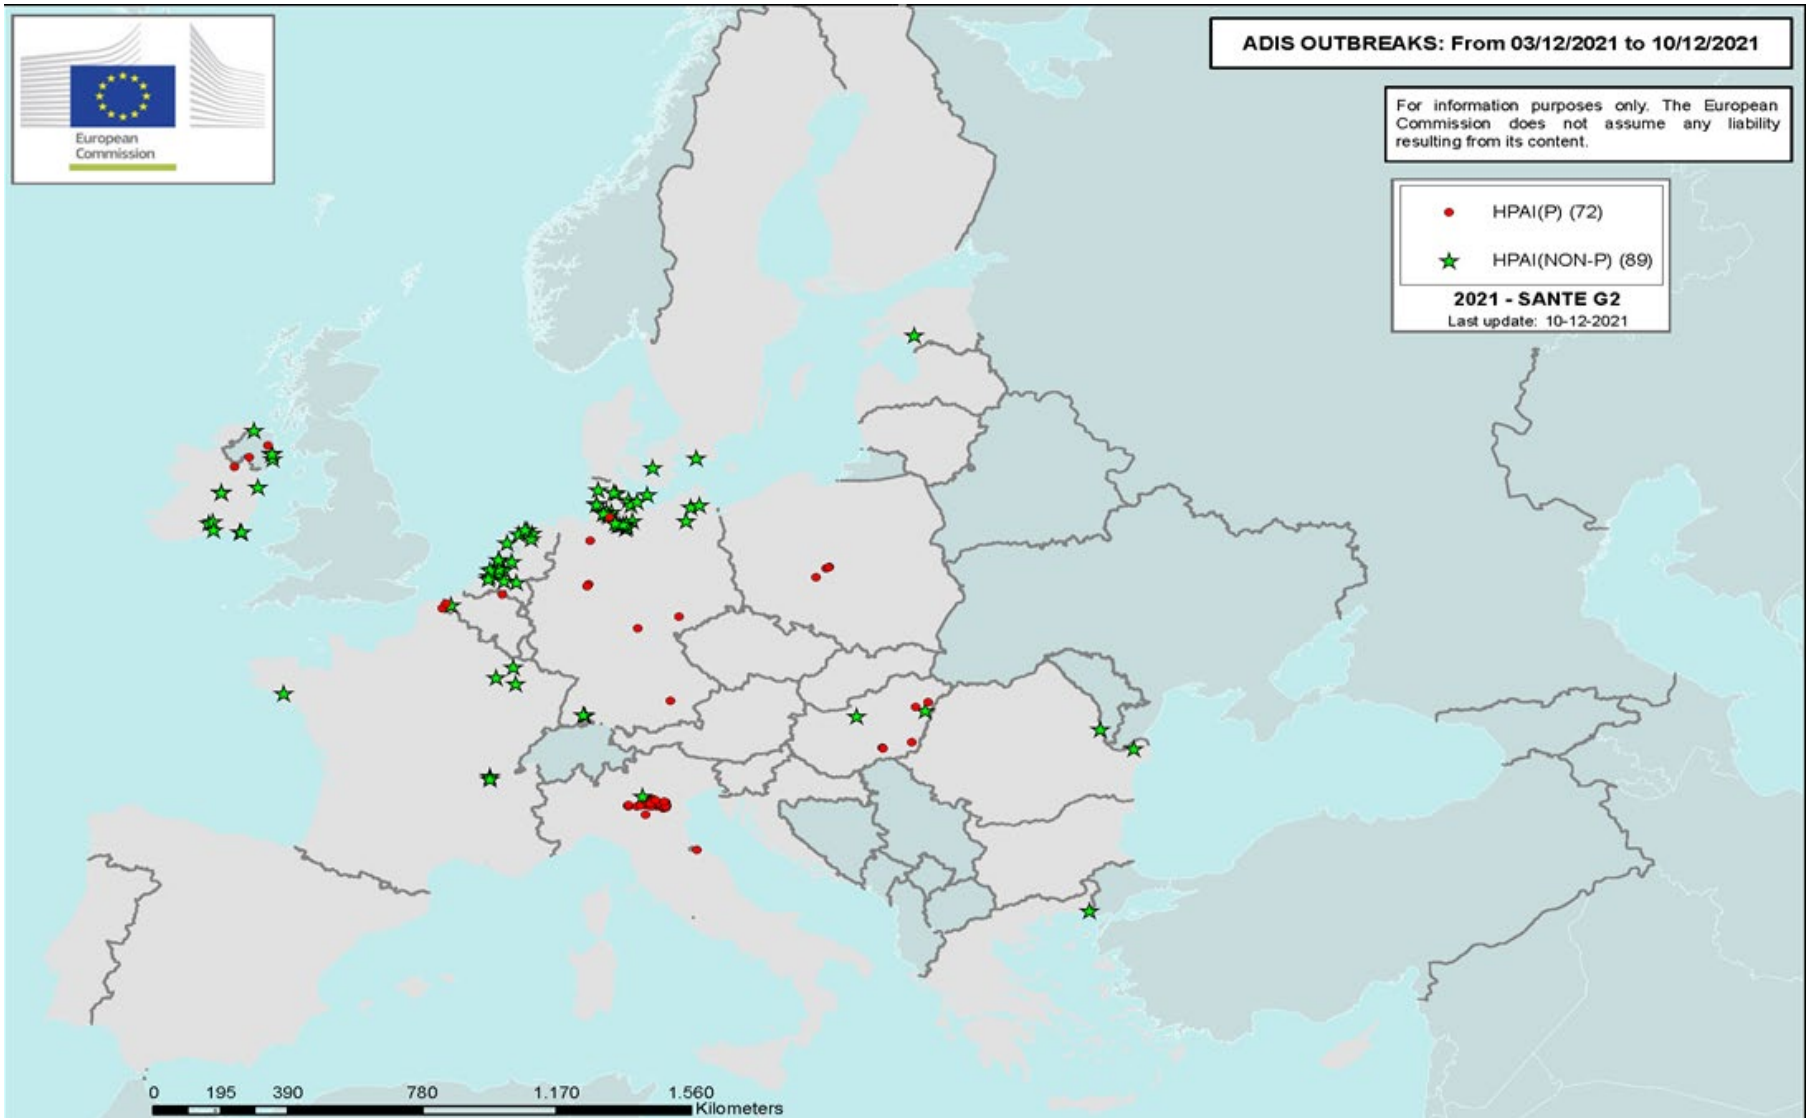 European
Commission
ADIS OUTBREAKS: From 03/12/2021 to 10/12/2021
For information purposes only. The European
Commission does not assume any liability
resulting from its content.
HPAI(P) (72)
HPAI(NON-P) (89)
2021 - SANTE G2
Last update: 10-12-2021
0 195 390 780 1.170 1.560
Kilometers